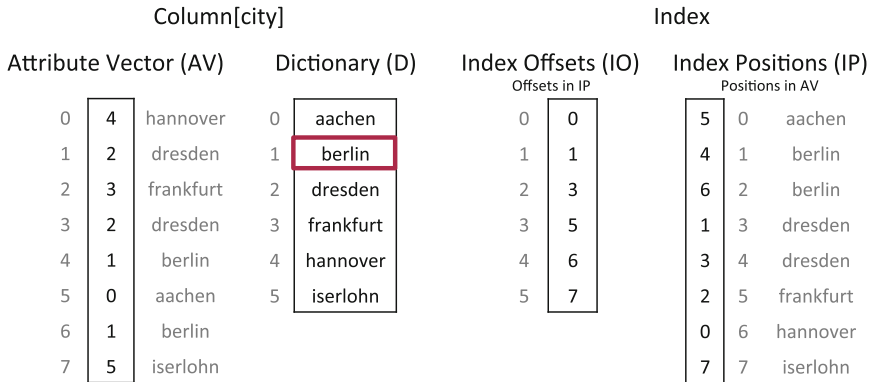 Column[city] Index
Attribute Vector (AV) Dictionary (D) Index Offsets (IO) Index Positions (IP)
Offsets in IP Positions in AV
0 4 hannover 0 aachen 0 0 5 0 aachen
1 2 dresden 1 berlin 1 1 4 1 berlin
2 3 frankfurt 2 dresden 2 3 6 2 berlin
3 2 dresden 3 frankfurt 3 5 1 3 dresden
4 1 berlin 4 hannover 4 6 3 4 dresden
5 0 aachen 5 iserlohn 5 7 2 5 frankfurt
6 1 berlin 0 6 hannover
7 5 iserlohn 7 7 iserlohn